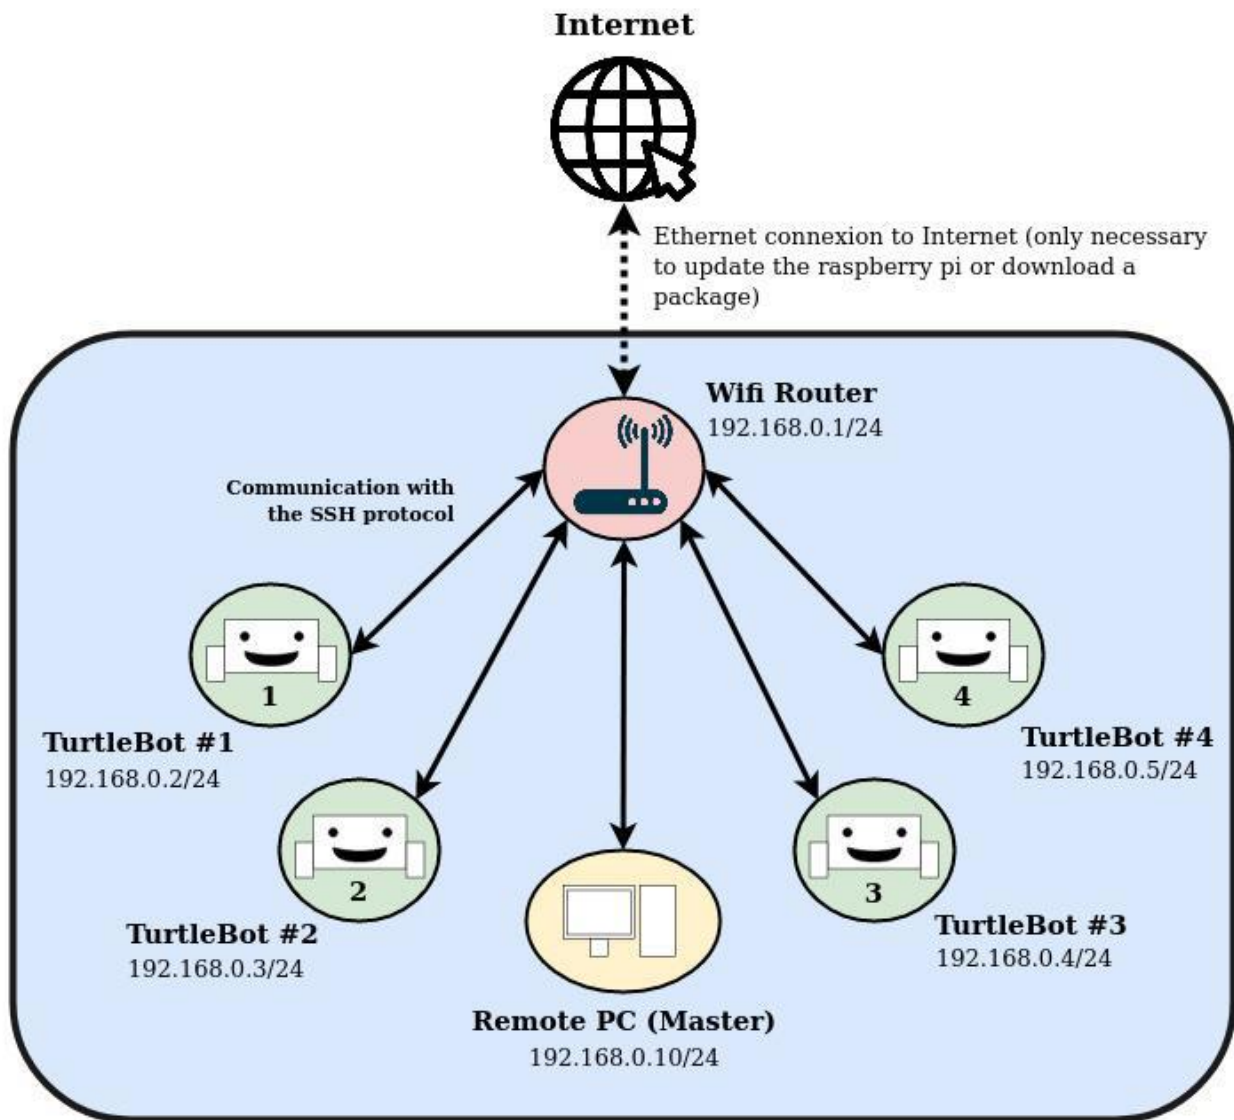 Internet
Ethernet connexion to Internet (only necessary
to update the raspberry pi or download a
package)
Wifi Router
192.168.0.1/24
Communication with
the SSH protocol
1
TurtleBot #1
192.168.0.2/24
4
TurtleBot #4
192.168.0.5/24
2
TurtleBot #2
192.168.0.3/24
3
TurtleBot #3
192.168.0.4/24
Remote PC (Master)
192.168.0.10/24